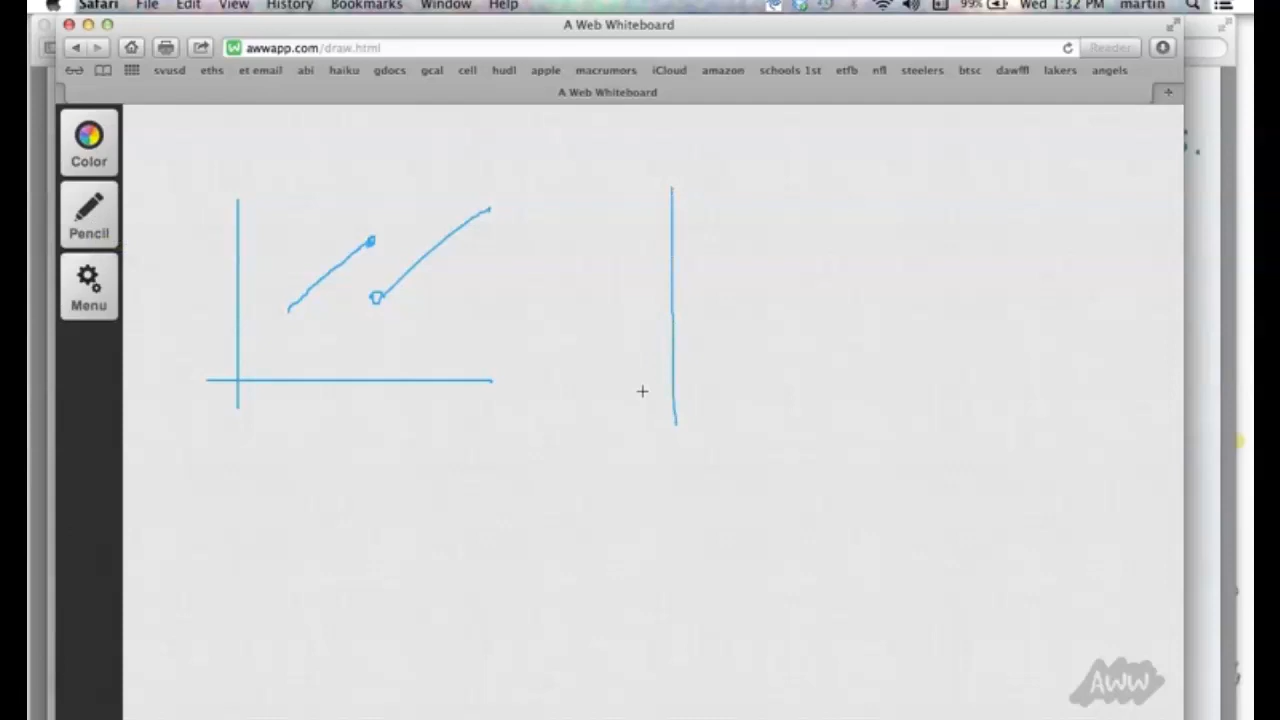 Safari File Edit View History Bookmarks Window Help 99% Wed 1:32 PM martin
A Web Whiteboard
awwapp.com/draw.html Reader
svusd eths et email abi haiku gdocs gcal cell hudl apple macrumors iCloud amazon schools 1st etfb nfl steelers btsc dawffl lakers angels
A Web Whiteboard
Color
Pencil
Menu
AWW